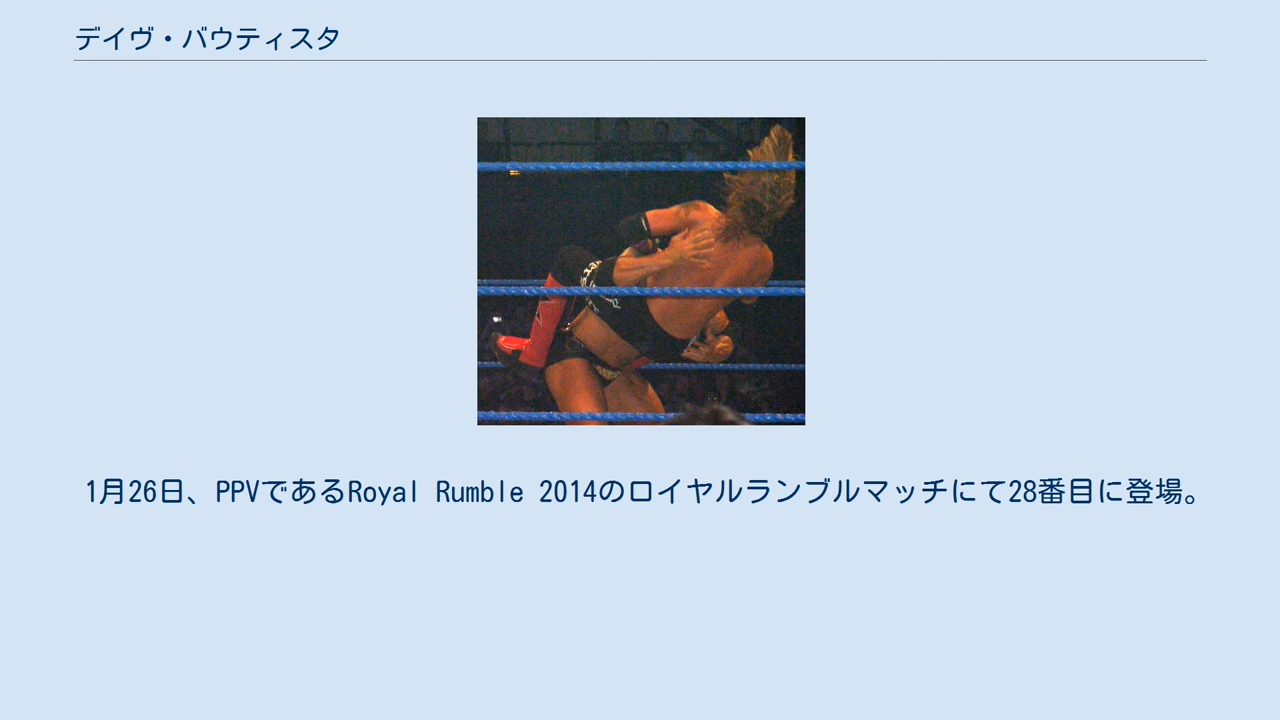 デイヴ・バウティスタ
1月26日、PPVであるRoyal Rumble 2014のロイヤルランブルマッチにて28番目に登場。